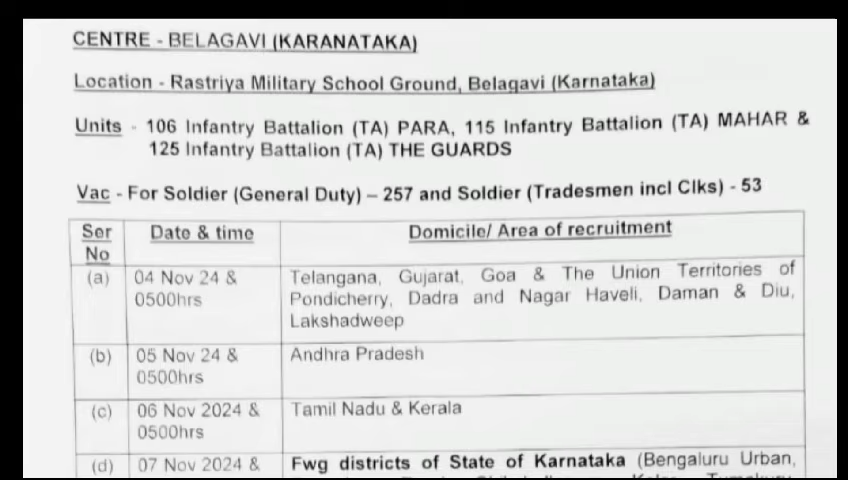 CENTRE - BELAGAVI (KARANATAKA)
Location - Rastriya Military School Ground, Belagavi (Karnataka)
Units - 106 Infantry Battalion (TA) PARA, 115 Infantry Battalion (TA) MAHAR &
125 Infantry Battalion (TA) THE GUARDS
Vac - For Soldier (General Duty) – 257 and Soldier (Tradesmen incl Clks) - 53
Ser No Date & time Domicile/ Area of recruitment
(a) 04 Nov 24 & Telangana, Gujarat, Goa & The Union Territories of
0500hrs Pondicherry, Dadra and Nagar Haveli, Daman & Diu,
Lakshadweep
(b) 05 Nov 24 & Andhra Pradesh
0500hrs
(c) 06 Nov 2024 & Tamil Nadu & Kerala
0500hrs
(d) 07 Nov 2024 & Fwg districts of State of Karnataka (Bengaluru Urban,